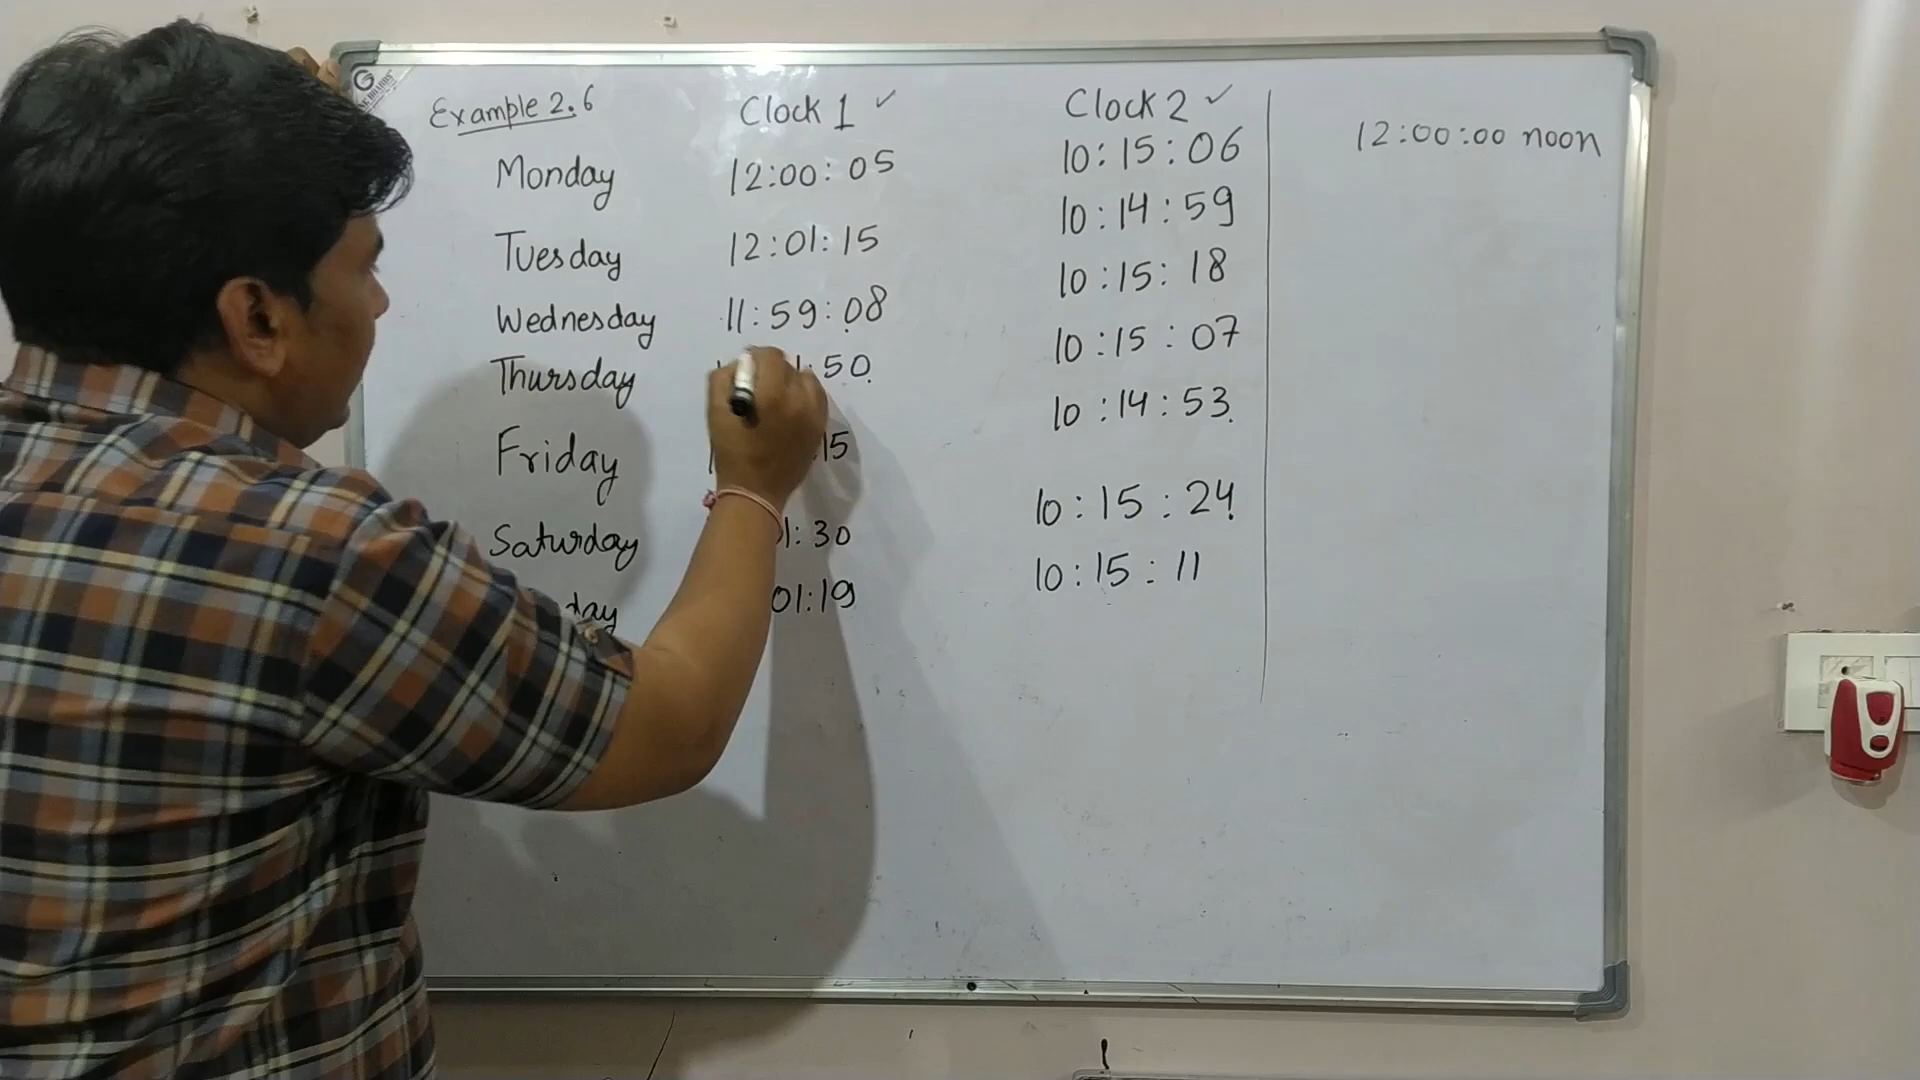 Example 2.6 Clock 1 ✓ Clock 2 ✓
12:00:00 noon
Monday 12:00:05 10:15:06
Tuesday 12:01:15 10:14:59
Wednesday 11:59:08 10:15:18
Thursday :50 10:15:07
Friday 15 10:14:53
Saturday 1:30 10:15:24
day 01:19 10:15:11